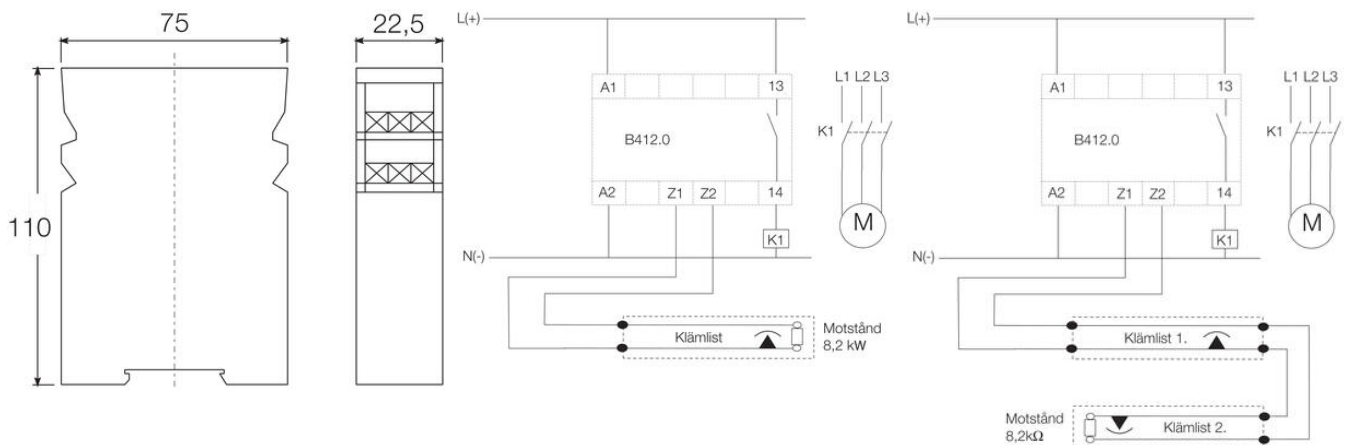 75
22,5
110
L(+)
A1
13
B412.0
A2
Z1
Z2
14
K1
N(-)
L1 L2 L3
K1
M
Klämlist
Motstånd
8,2 kW
L(+)
A1
13
B412.0
A2
Z1
Z2
14
K1
N(-)
L1 L2 L3
K1
M
Klämlist 1.
Motstånd
8,2kΩ
Klämlist 2.